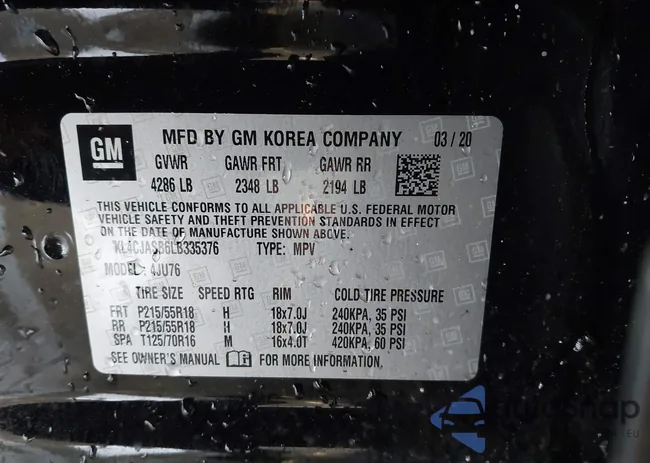 GM
MFD BY GM KOREA COMPANY 03 / 20
GVWR GAWR FRT GAWR RR
4286 LB 2348 LB 2194 LB
THIS VEHICLE CONFORMS TO ALL APPLICABLE U.S. FEDERAL MOTOR
VEHICLE SAFETY AND THEFT PREVENTION STANDARDS IN EFFECT
ON THE DATE OF MANUFACTURE SHOWN ABOVE.
KL4CJASB6LB335376 TYPE: MPV
MODEL: 4JU76
TIRE SIZE SPEED RTG RIM COLD TIRE PRESSURE
FRT P215/55R18 H 18x7.0J 240KPA, 35 PSI
RR P215/55R18 H 18x7.0J 240KPA, 35 PSI
SPA T125/70R16 M 16x4.0T 420KPA, 60 PSI
SEE OWNER'S MANUAL FOR MORE INFORMATION.